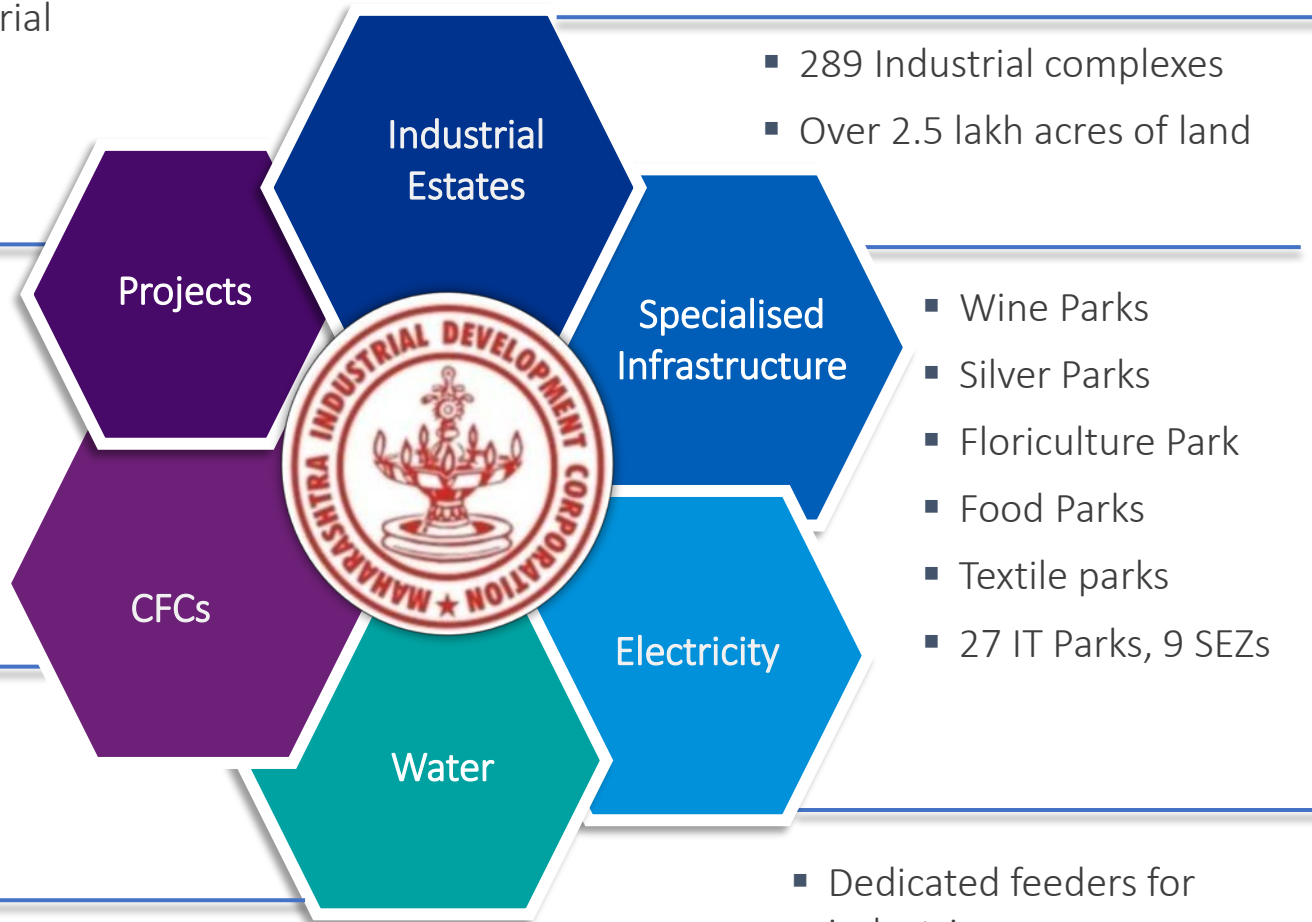 rial
Industrial
Estates
289 Industrial complexes
Over 2.5 lakh acres of land
Projects
Specialised
Infrastructure
Wine Parks
Silver Parks
Floriculture Park
Food Parks
Textile parks
27 IT Parks, 9 SEZs
MAHARASHTRA INDUSTRIAL DEVELOPMENT CORPORATION
CFCs
Electricity
Water
Dedicated feeders for